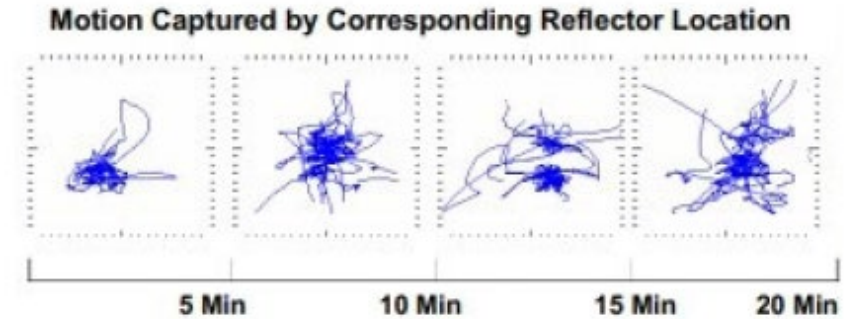 Motion Captured by Corresponding Reflector Location
5 Min 10 Min 15 Min 20 Min